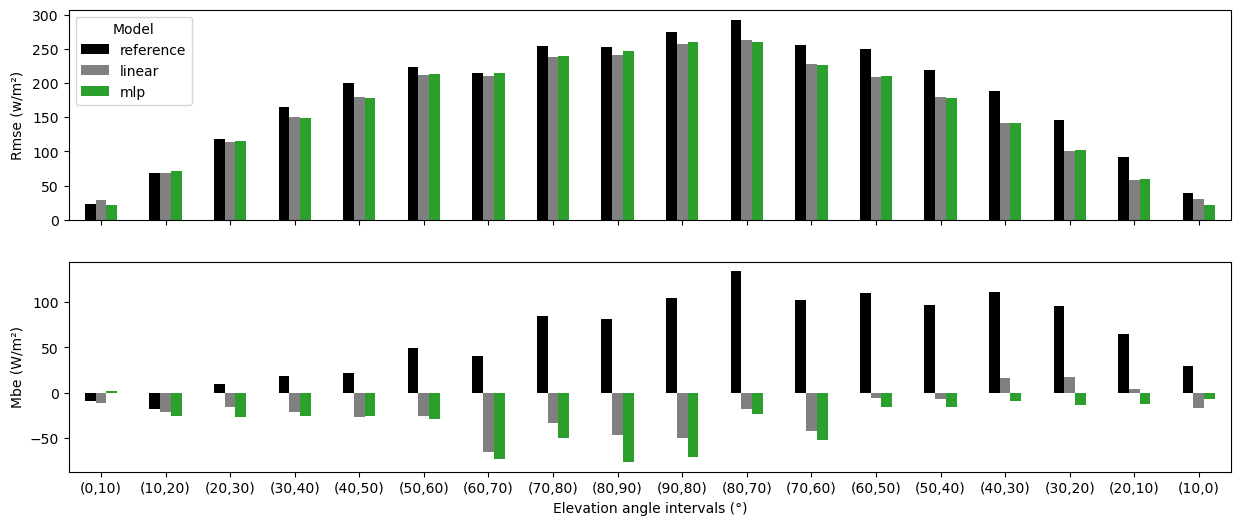 300
250
200
150
100
50
0
Rmse (w/m²)
Model
reference
linear
mlp
100
50
0
−50
Mbe (W/m²)
(0,10) (10,20) (20,30) (30,40) (40,50) (50,60) (60,70) (70,80) (80,90) (90,80) (80,70) (70,60) (60,50) (50,40) (40,30) (30,20) (20,10) (10,0)
Elevation angle intervals (°)